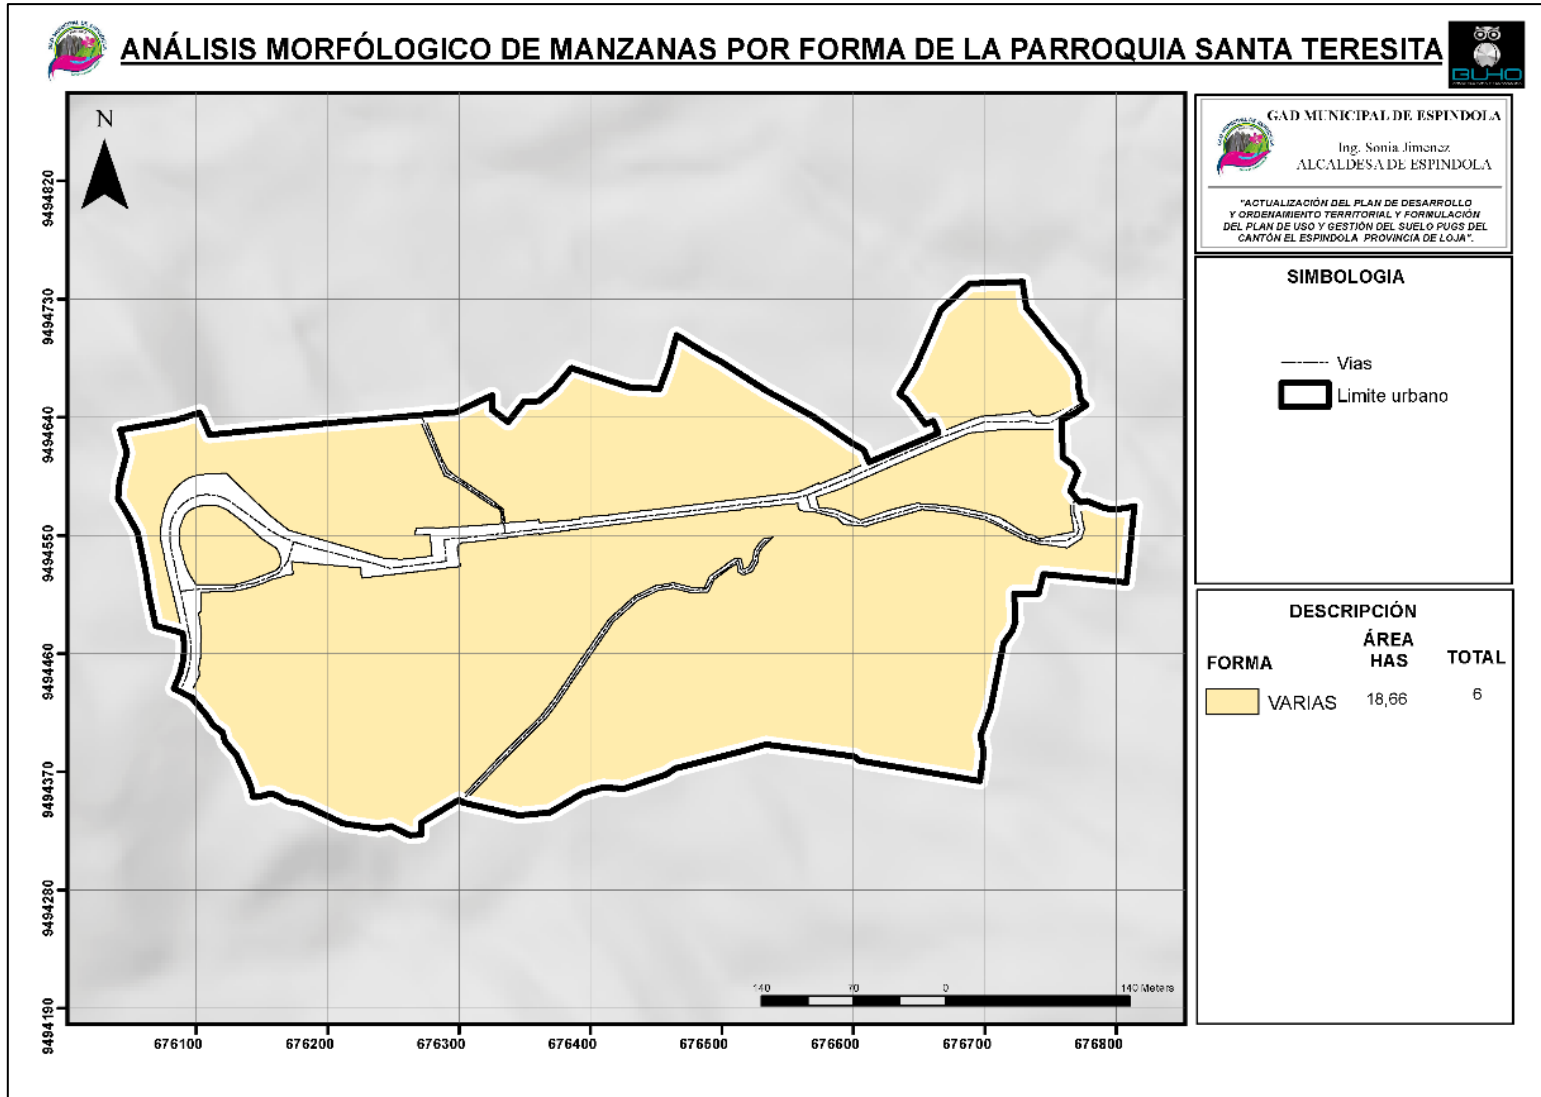 ANÁLISIS MORFÓLOGICO DE MANZANAS POR FORMA DE LA PARROQUIA SANTA TERESITA
BUHO
GAD MUNICIPAL DE ESPINDOLA
Ing. Sonia Jimenez
ALCALDESA DE ESPINDOLA
"ACTUALIZACIÓN DEL PLAN DE DESARROLLO
Y ORDENAMIENTO TERRITORIAL Y FORMULACIÓN
DEL PLAN DE USO Y GESTIÓN DEL SUELO PUGS DEL
CANTÓN EL ESPINDOLA PROVINCIA DE LOJA".
SIMBOLOGIA
Vias
Limite urbano
DESCRIPCIÓN
FORMA ÁREA HAS TOTAL
VARIAS 18,66 6
N
9494820
9494730
9494640
9494550
9494460
9494370
9494280
9494190
140 70 0 140 Meters
676100 676200 676300 676400 676500 676600 676700 676800